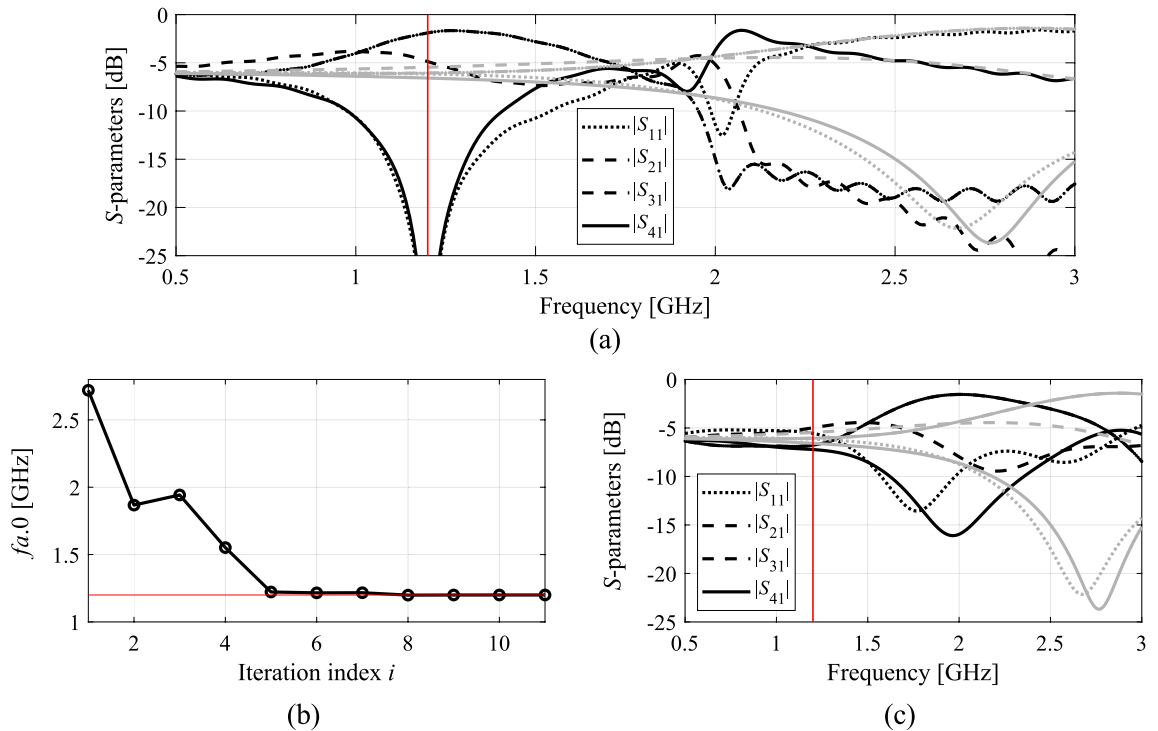 0
-5
-10
-15
-20
-25
S-parameters [dB]
|S11|
|S21|
|S31|
|S41|
0.5
1
1.5
2
2.5
3
Frequency [GHz]
(a)
2.5
2
1.5
1
fa.0 [GHz]
2
4
6
8
10
Iteration index i
(b)
0
-5
-10
-15
-20
-25
S-parameters [dB]
|S11|
|S21|
|S31|
|S41|
0.5
1
1.5
2
2.5
3
Frequency [GHz]
(c)